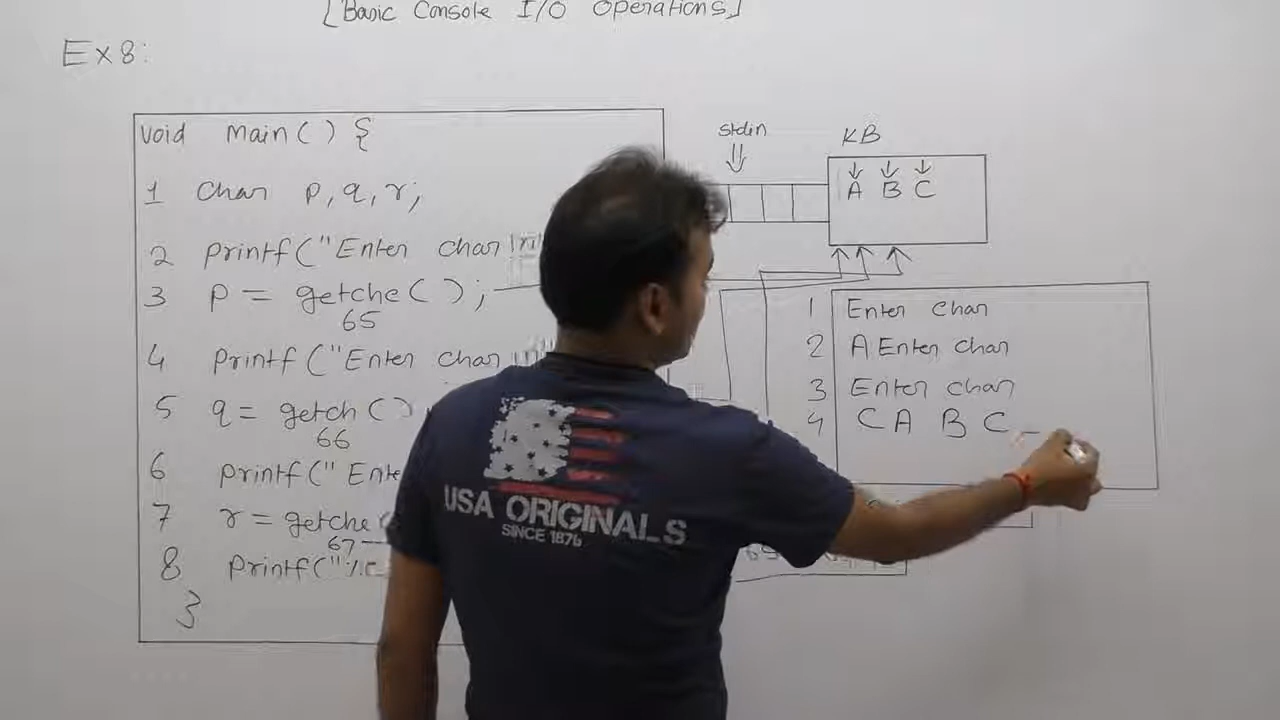 [Basic Console I/O Operations]
Ex8:
void main() {
1 char p, q, r;
2 printf("Enter char \n
3 p = getche();
65
4 printf("Enter char \n
5 q = getch()
66
6 printf("Ente
7 r = getche(
67
8 printf("%c
}
stdin
KB
A B C
1 Enter char
2 A Enter char
3 Enter char
4 C A B C _
65
USA ORIGINALS
SINCE 1876